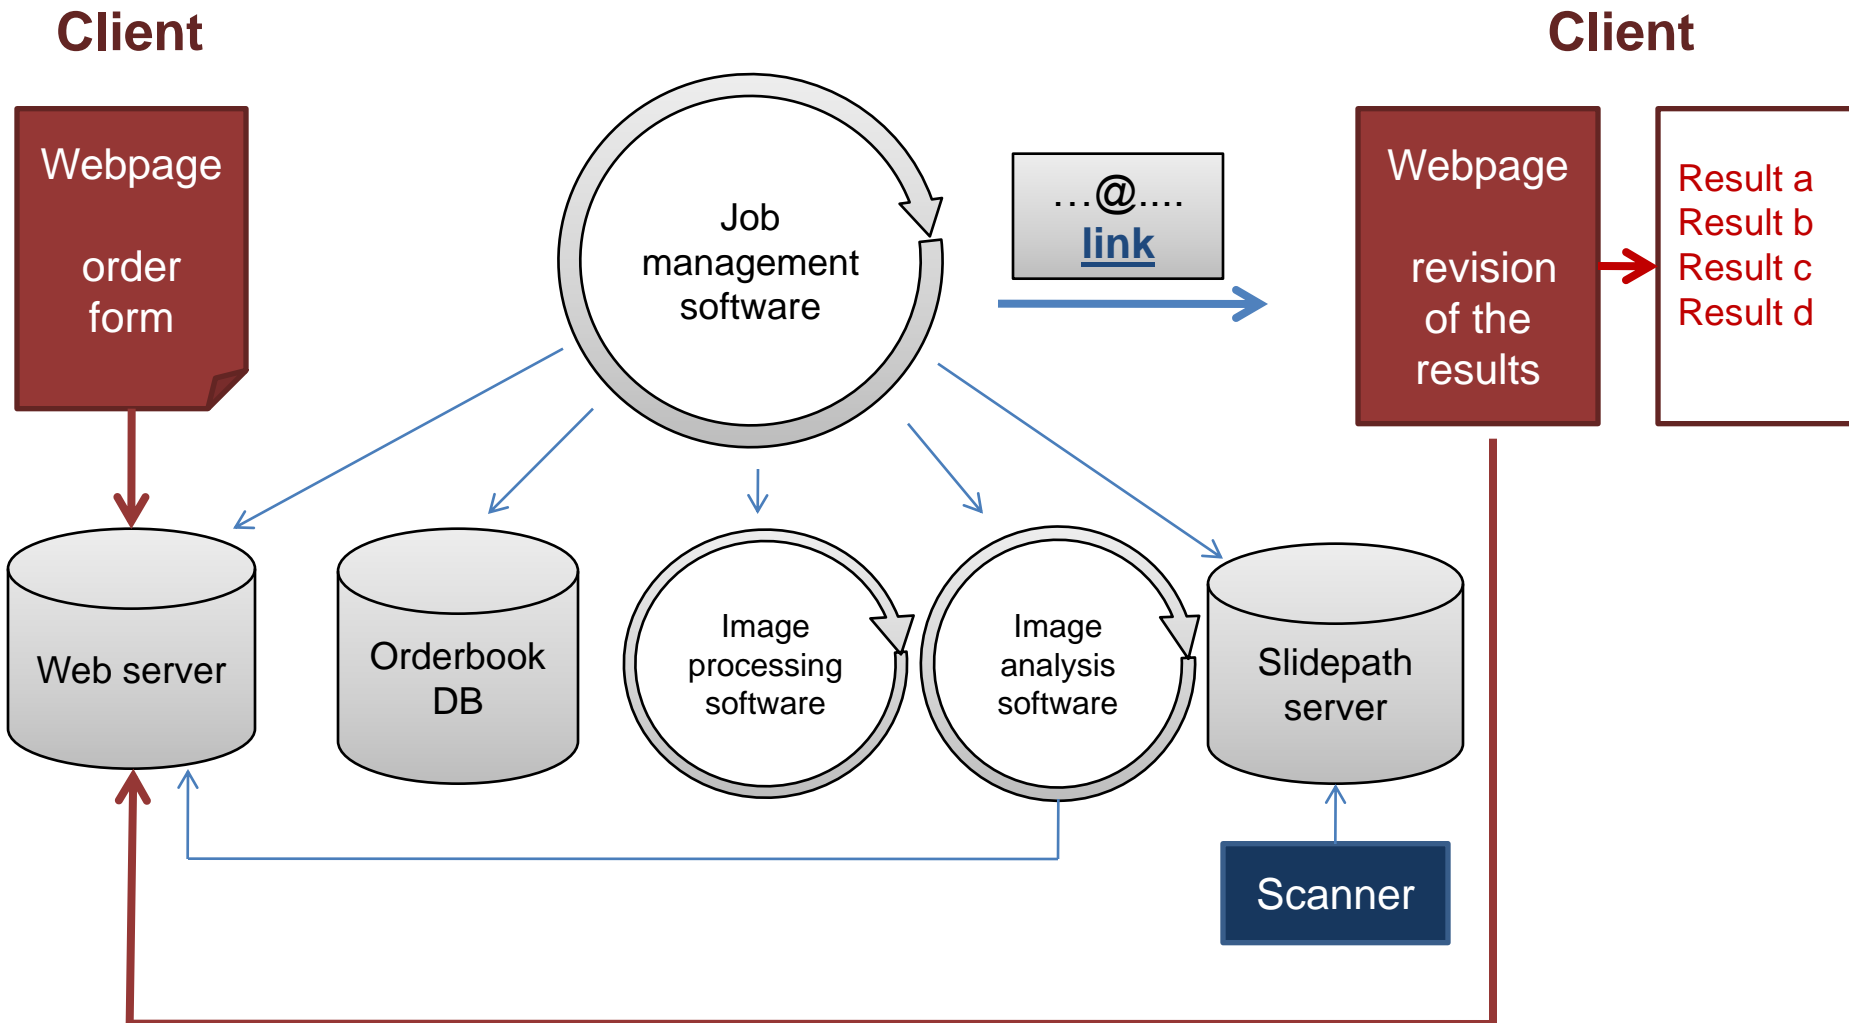 Client
Client
Webpage
order
form
Job
management
software
...@....
link
Webpage
revision
of the
results
Result a
Result b
Result c
Result d
Web server
Orderbook
DB
Image
processing
software
Image
analysis
software
Slidepath
server
Scanner